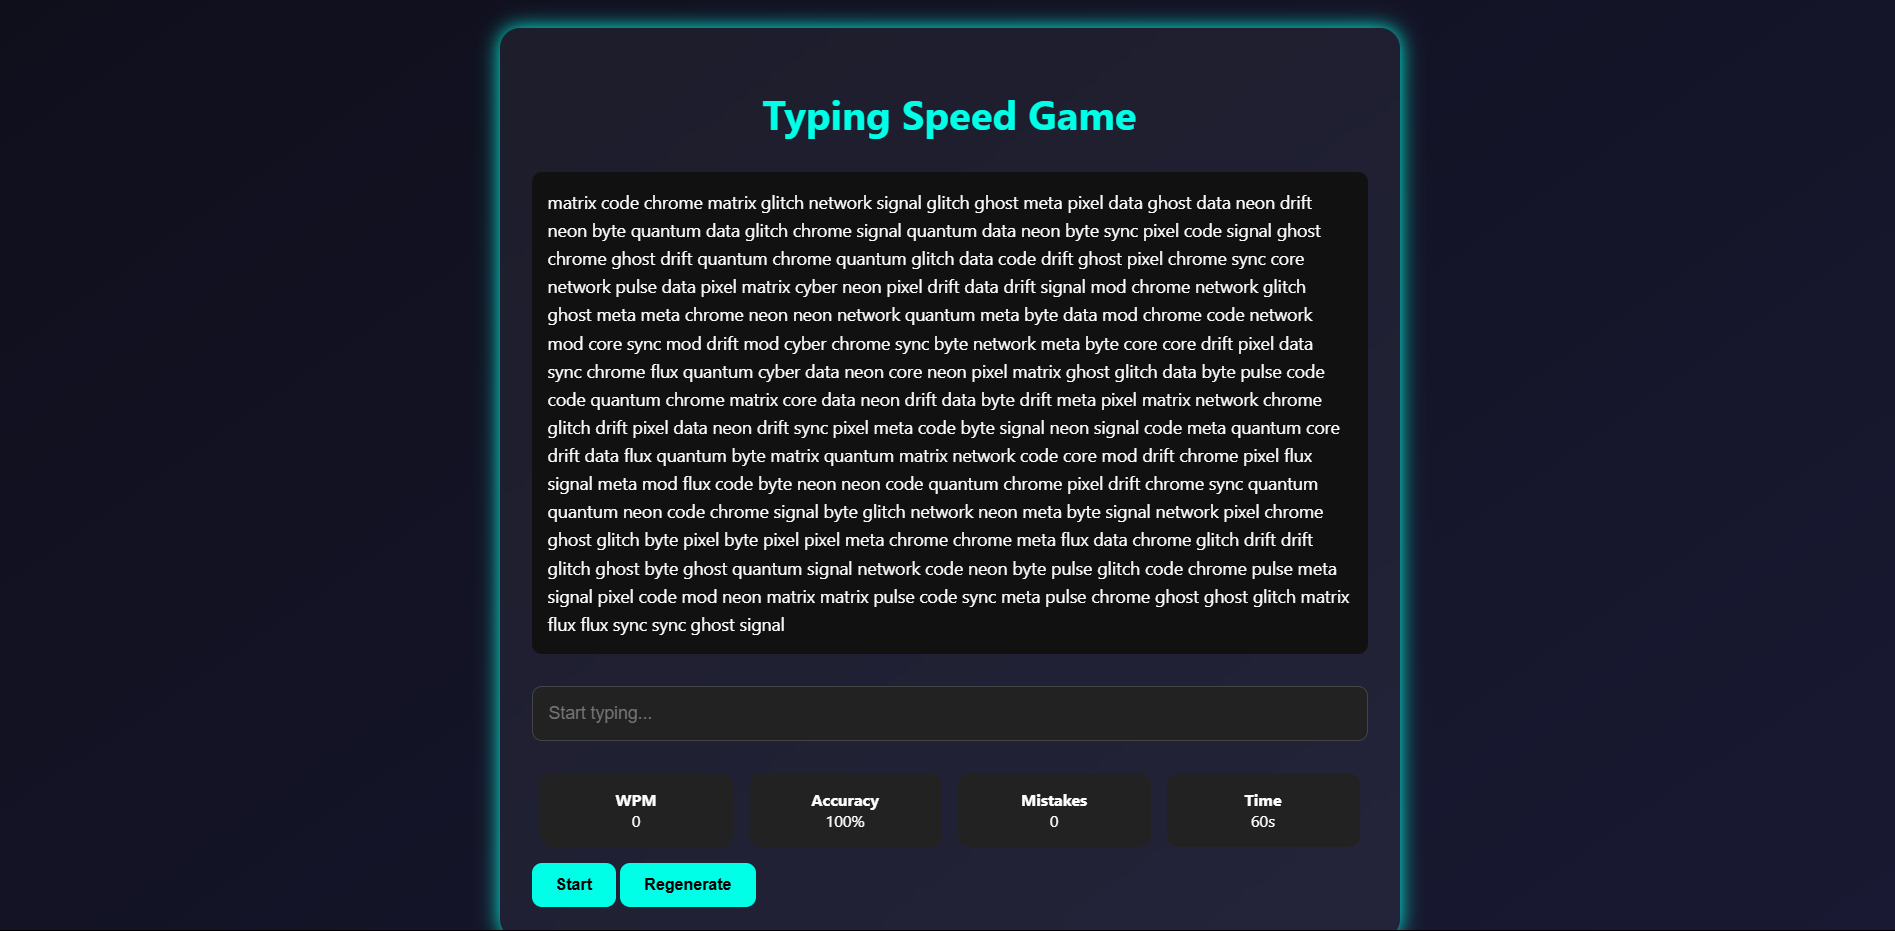 Typing Speed Game
matrix code chrome matrix glitch network signal glitch ghost meta pixel data ghost data neon drift
neon byte quantum data glitch chrome signal quantum data neon byte sync pixel code signal ghost
chrome ghost drift quantum chrome quantum glitch data code drift ghost pixel chrome sync core
network pulse data pixel matrix cyber neon pixel drift data drift signal mod chrome network glitch
ghost meta meta chrome neon neon network quantum meta byte data mod chrome code network
mod core sync mod drift mod cyber chrome sync byte network meta byte core core drift pixel data
sync chrome flux quantum cyber data neon core neon pixel matrix ghost glitch data byte pulse code
code quantum chrome matrix core data neon drift data byte drift meta pixel matrix network chrome
glitch drift pixel data neon drift sync pixel meta code byte signal neon signal code meta quantum core
drift data flux quantum byte matrix quantum matrix network code core mod drift chrome pixel flux
signal meta mod flux code byte neon neon code quantum chrome pixel drift chrome sync quantum
quantum neon code chrome signal byte glitch network neon meta byte signal network pixel chrome
ghost glitch byte pixel byte pixel pixel meta chrome chrome meta flux data chrome glitch drift drift
glitch ghost byte ghost quantum signal network code neon byte pulse glitch code chrome pulse meta
signal pixel code mod neon matrix matrix pulse code sync meta pulse chrome ghost ghost glitch matrix
flux flux sync sync ghost signal
Start typing...
WPM Accuracy Mistakes Time
0 100% 0 60s
Start Regenerate